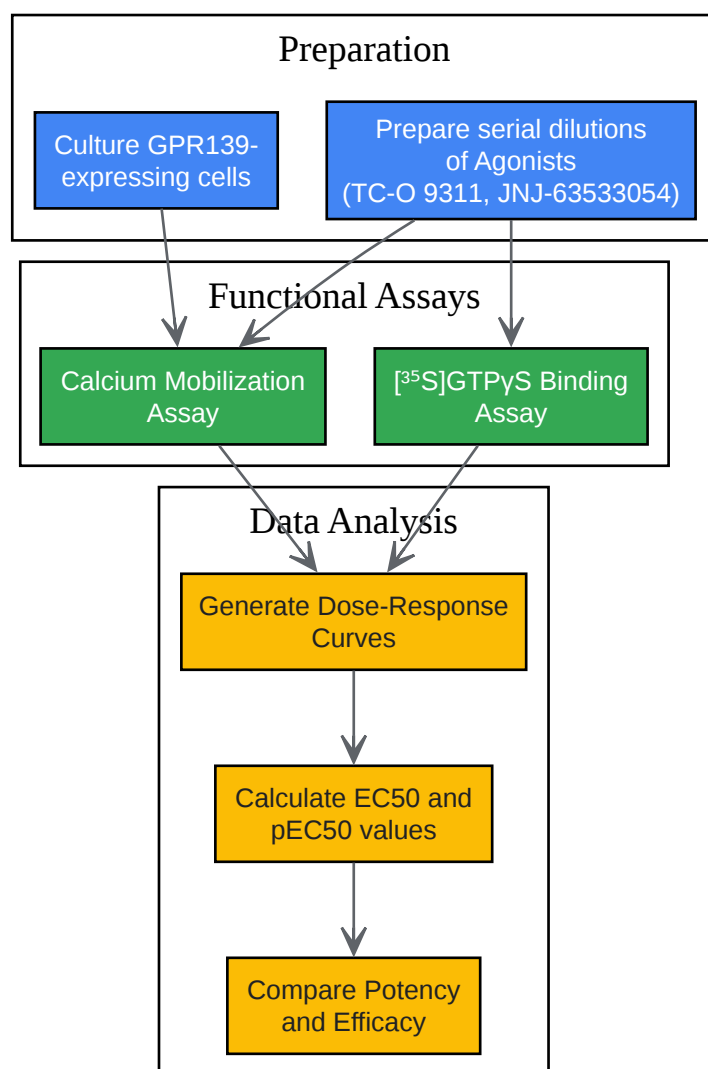 Preparation
Culture GPR139-
expressing cells
Prepare serial dilutions
of Agonists
(TC-O 9311, JNJ-63533054)
Functional Assays
Calcium Mobilization
Assay
[³⁵S]GTPγS Binding
Assay
Data Analysis
Generate Dose-Response
Curves
Calculate EC50 and
pEC50 values
Compare Potency
and Efficacy